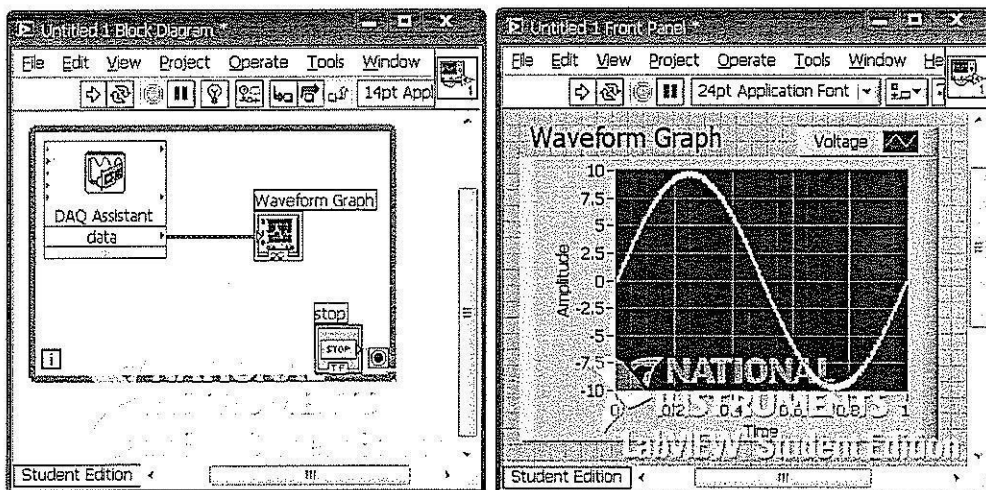 Untitled 1 Block Diagram *
File Edit View Project Operate Tools Window
14pt Appl
1
DAQ Assistant
data
Waveform Graph
stop
STOP
TF
i
Student Edition
Untitled 1 Front Panel *
File Edit View Project Operate Tools Window He
24pt Application Font
1
Waveform Graph
Voltage
10
7.5
5
2.5
0
-2.5
-5
-7.5
-10
Amplitude
0 0.2 0.4 0.6 0.8 1
Time
NATIONAL
INSTRUMENTS
LabVIEW Student Edition
Student Edition